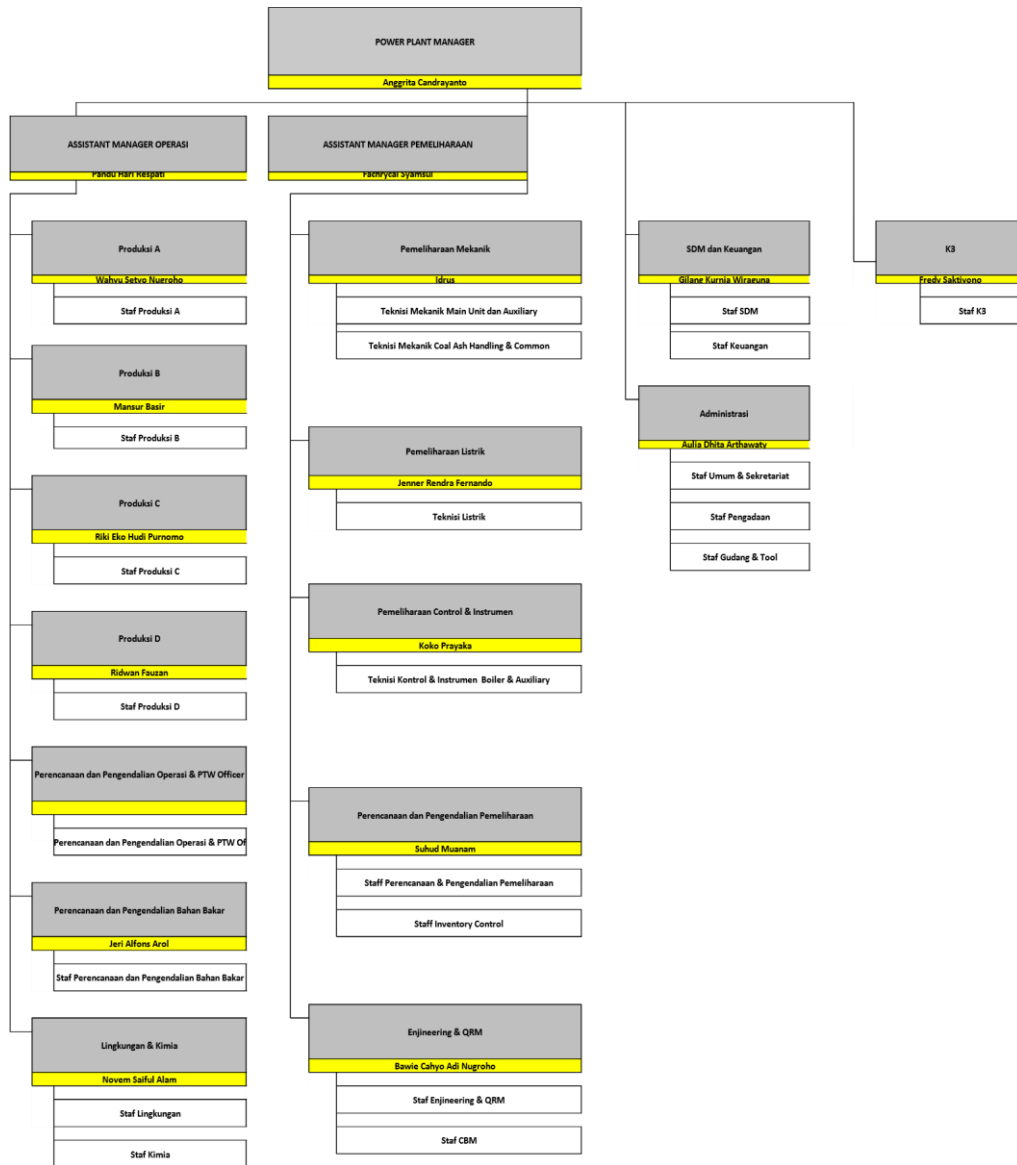 POWER PLANT MANAGER
Anggrita Candrayanto
ASSISTANT MANAGER OPERASI
Pandu Hari Respati
Produksi A
Wahyu Setyo Nugroho
Staf Produksi A
Produksi B
Mansur Basir
Staf Produksi B
Produksi C
Riki Eko Hudi Purnomo
Staf Produksi C
Produksi D
Ridwan Fauzan
Staf Produksi D
Perencanaan dan Pengendalian Operasi & PTW Officer
Perencanaan dan Pengendalian Operasi & PTW Of
Perencanaan dan Pengendalian Bahan Bakar
Jeri Alfons Arol
Staf Perencanaan dan Pengendalian Bahan Bakar
Lingkungan & Kimia
Novem Saiful Alam
Staf Lingkungan
Staf Kimia
ASSISTANT MANAGER PEMELIHARAAN
Fachrycal Syamsul
Pemeliharaan Mekanik
Idrus
Teknisi Mekanik Main Unit dan Auxiliary
Teknisi Mekanik Coal Ash Handling & Common
Pemeliharaan Listrik
Jenner Rendra Fernando
Teknisi Listrik
Pemeliharaan Control & Instrumen
Koko Prayaka
Teknisi Kontrol & Instrumen Boiler & Auxiliary
Perencanaan dan Pengendalian Pemeliharaan
Suhud Muanam
Staff Perencanaan & Pengendalian Pemeliharaan
Staff Inventory Control
Enjineering & QRM
Bawie Cahyo Adi Nugroho
Staf Enjineering & QRM
Staf CBM
SDM dan Keuangan
Gilang Kurnia Wiraguna
Staf SDM
Staf Keuangan
Administrasi
Aulia Dhita Arthawaty
Staf Umum & Sekretariat
Staf Pengadaan
Staf Gudang & Tool
K3
Fredy Saktiyono
Staf K3